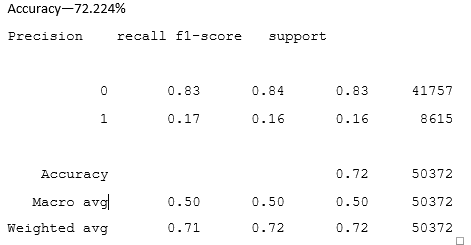 Accuracy—72.224%
Precision recall f1-score support
0 0.83 0.84 0.83 41757
1 0.17 0.16 0.16 8615
Accuracy 0.72 50372
Macro avg 0.50 0.50 0.50 50372
Weighted avg 0.71 0.72 0.72 50372